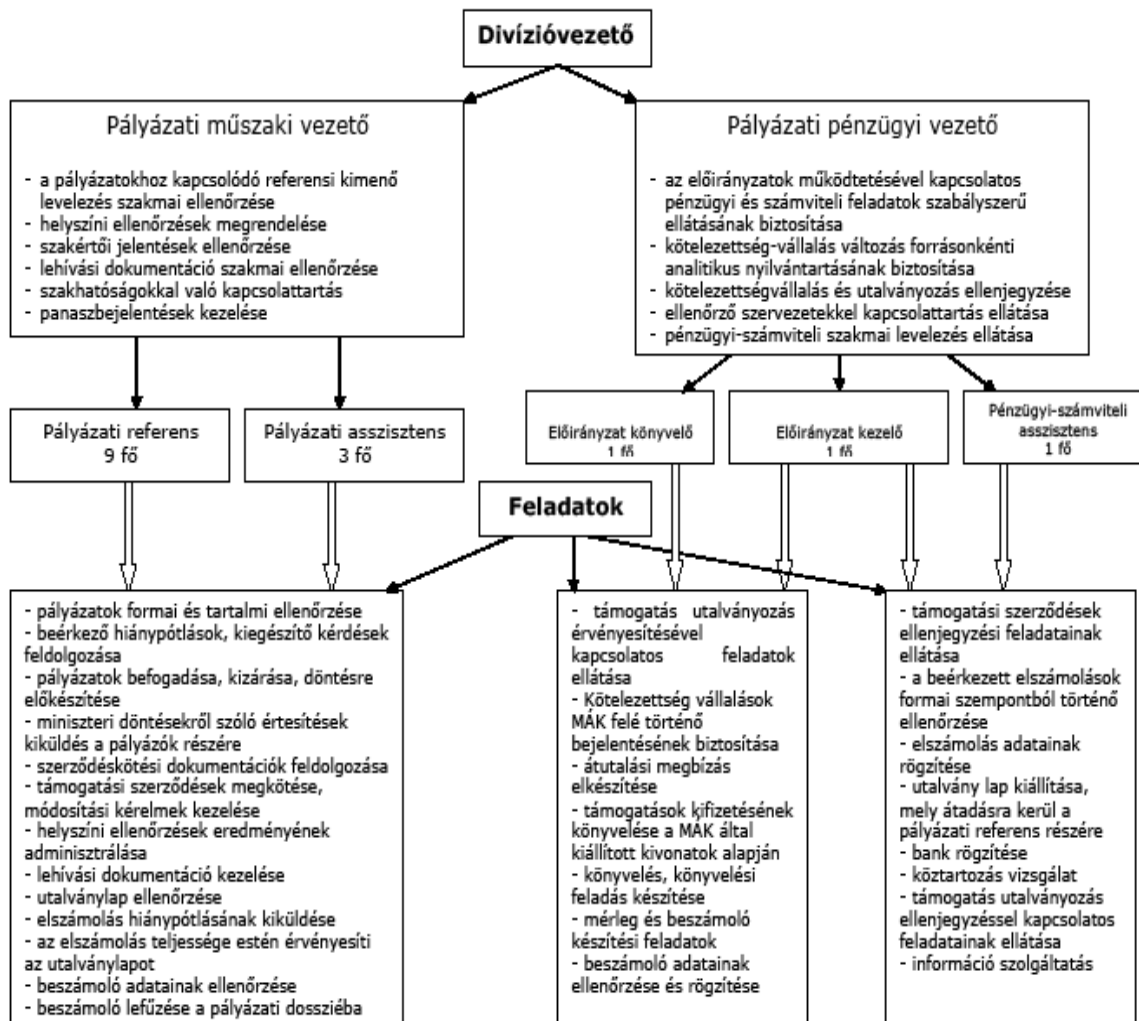 Divízióvezető
Pályázati műszaki vezető
- a pályázatokhoz kapcsolódó referensi kimenő
levelezés szakmai ellenőrzése
- helyszíni ellenőrzések megrendelése
- szakértői jelentések ellenőrzése
- lehívási dokumentáció szakmai ellenőrzése
- szakhatóságokkal való kapcsolattartás
- panaszbejelentések kezelése
Pályázati pénzügyi vezető
- az előirányzatok működtetésével kapcsolatos
pénzügyi és számviteli feladatok szabályszerű
ellátásának biztosítása
- kötelezettség-vállalás változás forrásonkénti
analitikus nyilvántartásának biztosítása
- kötelezettségvállalás és utalványozás ellenjegyzése
- ellenőrző szervezetekkel kapcsolattartás ellátása
- pénzügyi-számviteli szakmai levelezés ellátása
Pályázati referens
9 fő
Pályázati asszisztens
3 fő
Előirányzat könyvelő
1 fő
Előirányzat kezelő
1 fő
Pénzügyi-számviteli
asszisztens
1 fő
Feladatok
- pályázatok formai és tartalmi ellenőrzése
- beérkező hiánypótlások, kiegészítő kérdések
feldolgozása
- pályázatok befogadása, kizárása, döntésre
előkészítése
- miniszteri döntésekről szóló értesítések
kiküldés a pályázók részére
- szerződéskötési dokumentációk feldolgozása
- támogatási szerződések megkötése,
módosítási kérelmek kezelése
- helyszíni ellenőrzések eredményének
adminisztrálása
- lehívási dokumentáció kezelése
- utalványlap ellenőrzése
- elszámolás hiánypótlásának kiküldése
- az elszámolás teljessége estén érvényesíti
az utalványlapot
- beszámoló adatainak ellenőrzése
- beszámoló lefűzése a pályázati dossziéba
- támogatás utalványozás
érvényesítésével
kapcsolatos feladatok
ellátása
- Kötelezettség vállalások
MÁK felé történő
bejelentésének biztosítása
- átutalási megbízás
elkészítése
- támogatások kifizetésének
könyvelése a MÁK által
kiállított kivonatok alapján
- könyvelés, könyvelési
feladás készítése
- mérleg és beszámoló
készítési feladatok
- beszámoló adatainak
ellenőrzése és rögzítése
- támogatási szerződések
ellenjegyzési feladatainak
ellátása
- a beérkezett elszámolások
formai szempontból történő
ellenőrzése
- elszámolás adatainak
rögzítése
- utalvány lap kiállítása,
mely átadásra kerül a
pályázati referens részére
- bank rögzítése
- köztartozás vizsgálat
- támogatás utalványozás
ellenjegyzéssel kapcsolatos
feladatainak ellátása
- információ szolgáltatás